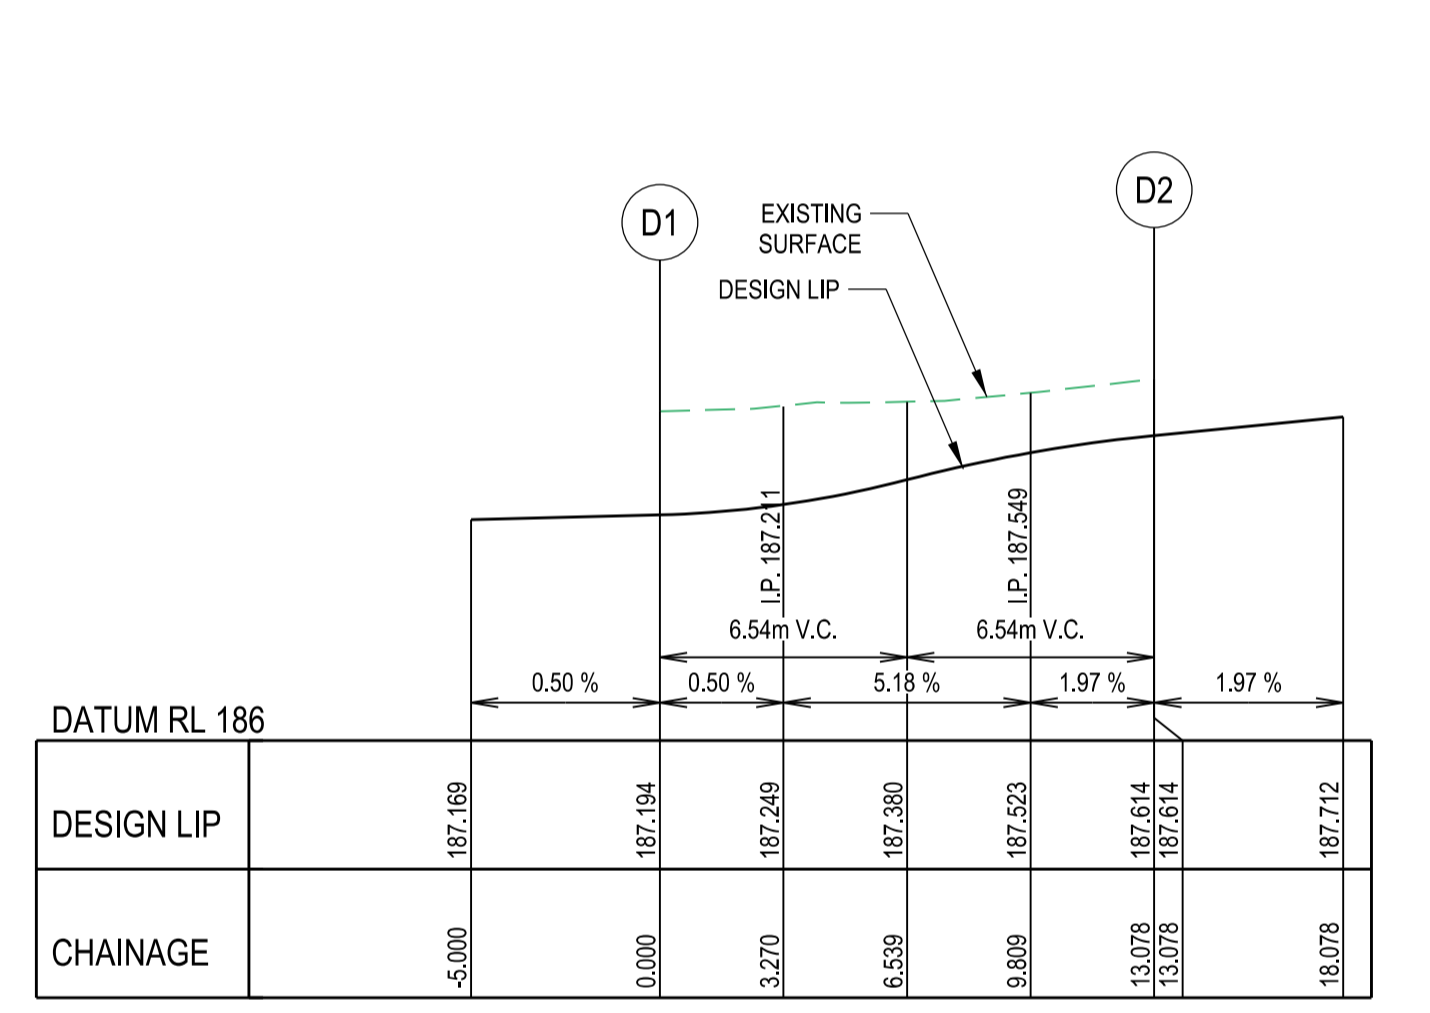 D1
D2
EXISTING
SURFACE
DESIGN LIP
I.P. 187.211
I.P. 187.549
6.54m V.C.
6.54m V.C.
0.50 %
0.50 %
5.18 %
1.97 %
1.97 %
DATUM RL 186
DESIGN LIP
187.169
187.194
187.249
187.380
187.523
187.614
187.614
187.712
CHAINAGE
-5.000
0.000
3.270
6.539
9.809
13.078
13.078
18.078